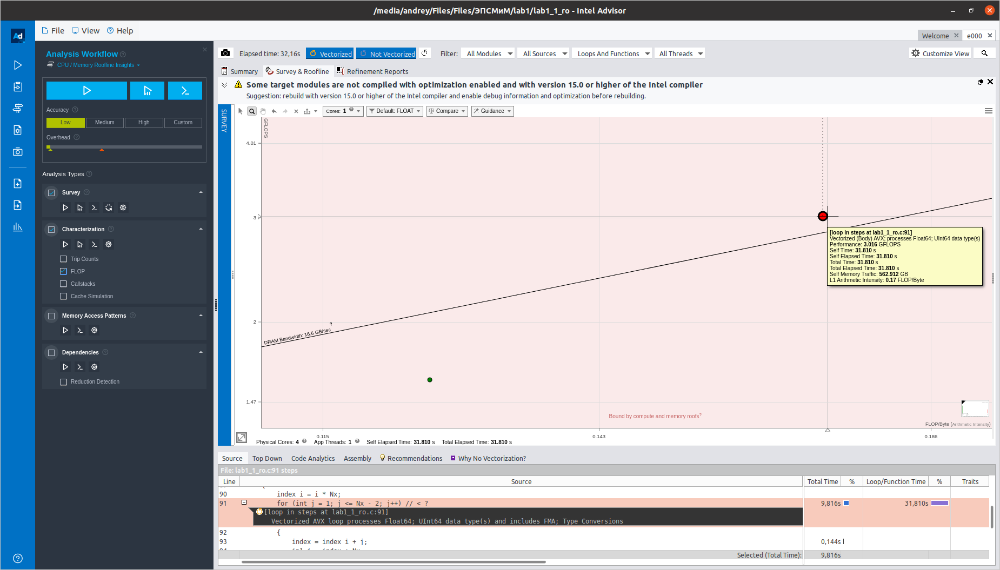 /media/andrey/Files/Files/ЭПСМиМ/lab1/lab1_1_ro - Intel Advisor
Ad
File View Help
Welcome e000
Analysis Workflow
CPU / Memory Roofline Insights
Accuracy
Low Medium High Custom
Overhead
Analysis Types
Survey
Characterization
Trip Counts
FLOP
Callstacks
Cache Simulation
Memory Access Patterns
Dependencies
Reduction Detection
Elapsed time: 32,16s Vectorized Not Vectorized Filter: All Modules All Sources Loops And Functions All Threads Customize View
Summary Survey & Roofline Refinement Reports
Some target modules are not compiled with optimization enabled and with version 15.0 or higher of the Intel compiler
Suggestion: rebuild with version 15.0 or higher of the Intel compiler and enable debug information and optimization before rebuilding.
SURVEY
Cores: 1 Default: FLOAT Compare Guidance
GFLOPS
4.01
3
2
1.47
DRAM Bandwidth: 16.6 GB/sec ?
[loop in steps at lab1_1_ro.c:91]
Vectorized (Body) AVX; processes Float64; UInt64 data type(s)
Performance: 3.016 GFLOPS
Self Time: 31.810 s
Self Elapsed Time: 31.810 s
Total Time: 31.810 s
Total Elapsed Time: 31.810 s
Self Memory Traffic: 562.912 GB
L1 Arithmetic Intensity: 0.17 FLOP/Byte
Bound by compute and memory roofs?
FLOP/Byte (Arithmetic Intensity)
0.115 0.143 0.186
Physical Cores: 4 App Threads: 1 Self Elapsed Time: 31.810 s Total Elapsed Time: 31.810 s
Source Top Down Code Analytics Assembly Recommendations Why No Vectorization?
File: lab1_1_ro.c:91 steps
Line Source Total Time % Loop/Function Time % Traits
90 index i = i * Nx;
91 for (int j = 1; j <= Nx - 2; j++) // < ? 9,816s 31,810s
[loop in steps at lab1_1_ro.c:91]
Vectorized AVX loop processes Float64; UInt64 data type(s) and includes FMA; Type Conversions
92 {
93 index = index i + j; 0,144s
Selected (Total Time): 9,816s